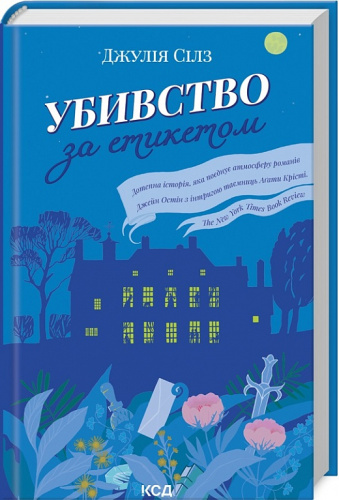 ДЖУЛІЯ СІЛЗ
УБИВСТВО
за етикетом
Дотепна історія, яка поєднує атмосферу романів
Джейн Остін з інтригою таємниць Агати Крісті.
The New York Times Book Review
КСД